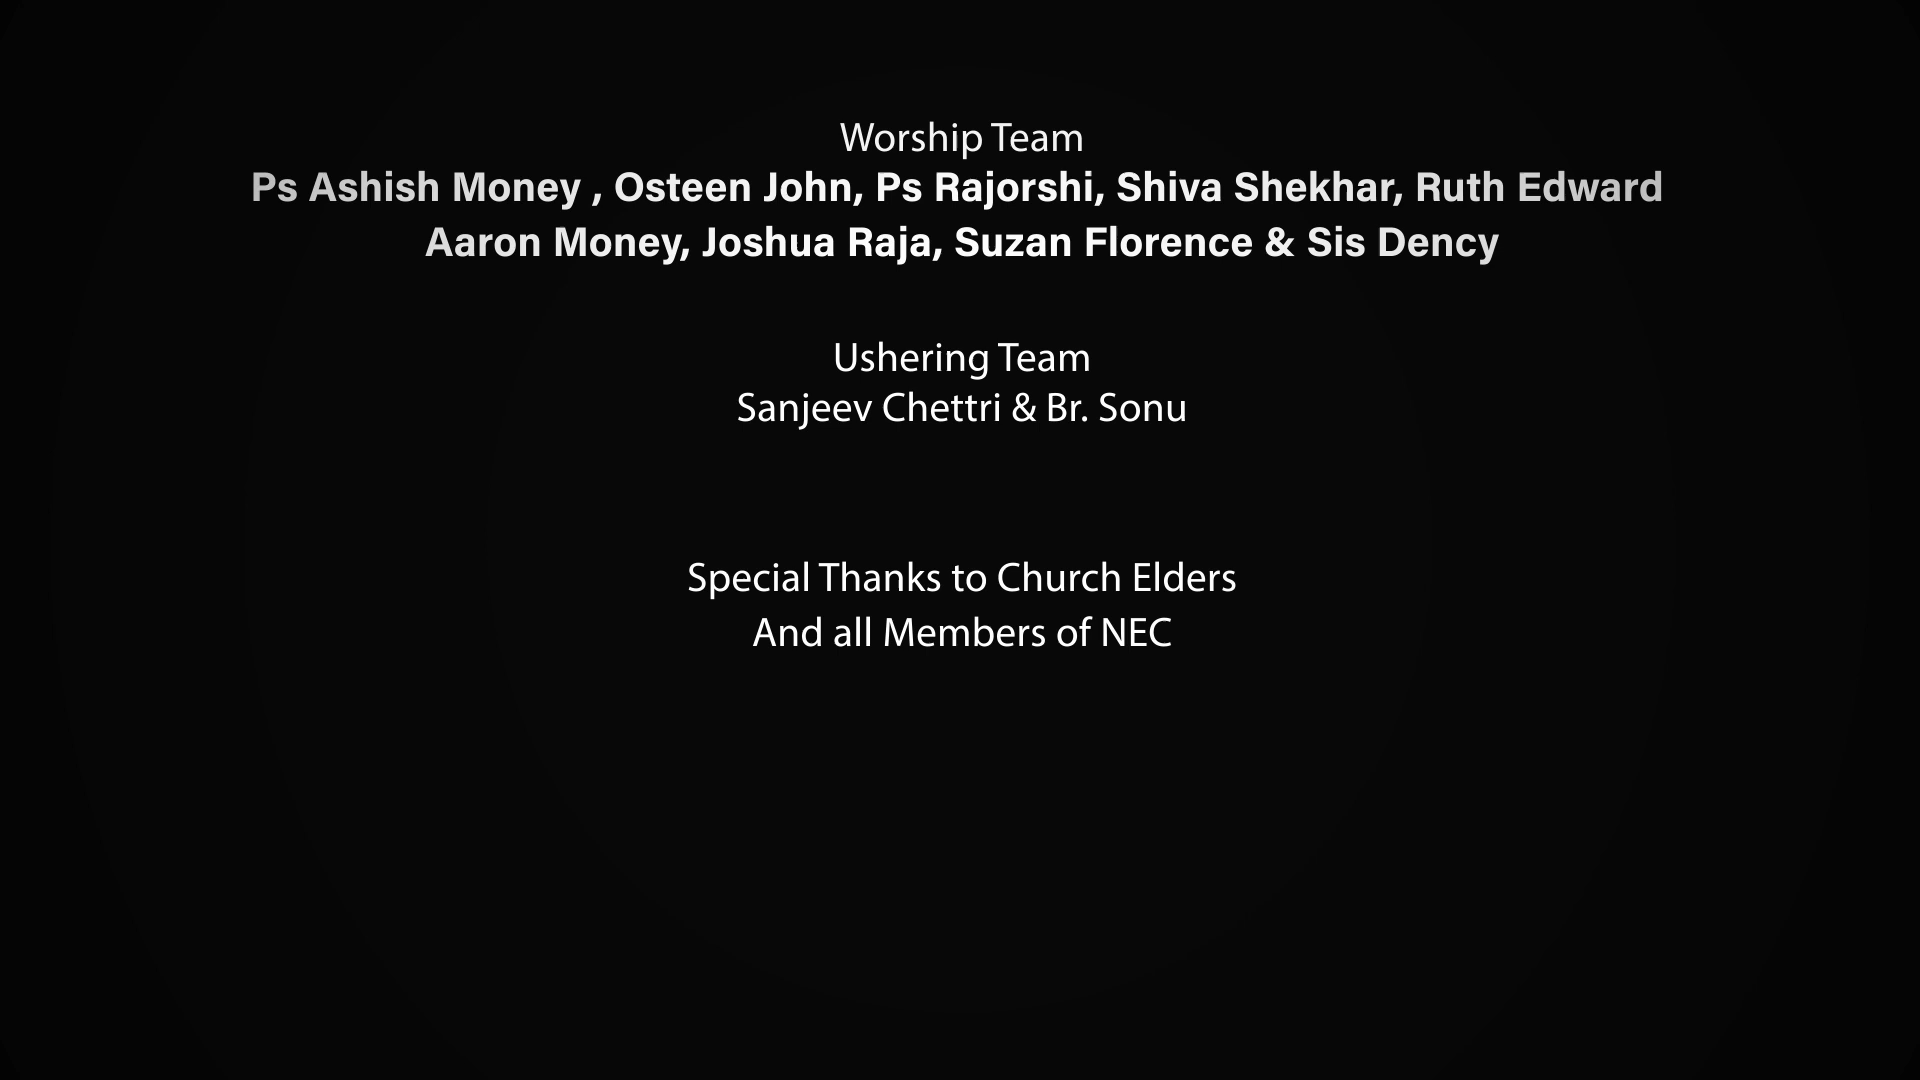 Worship Team
Ps Ashish Money , Osteen John, Ps Rajorshi, Shiva Shekhar, Ruth Edward
Aaron Money, Joshua Raja, Suzan Florence & Sis Dency
Ushering Team
Sanjeev Chettri & Br. Sonu
Special Thanks to Church Elders
And all Members of NEC